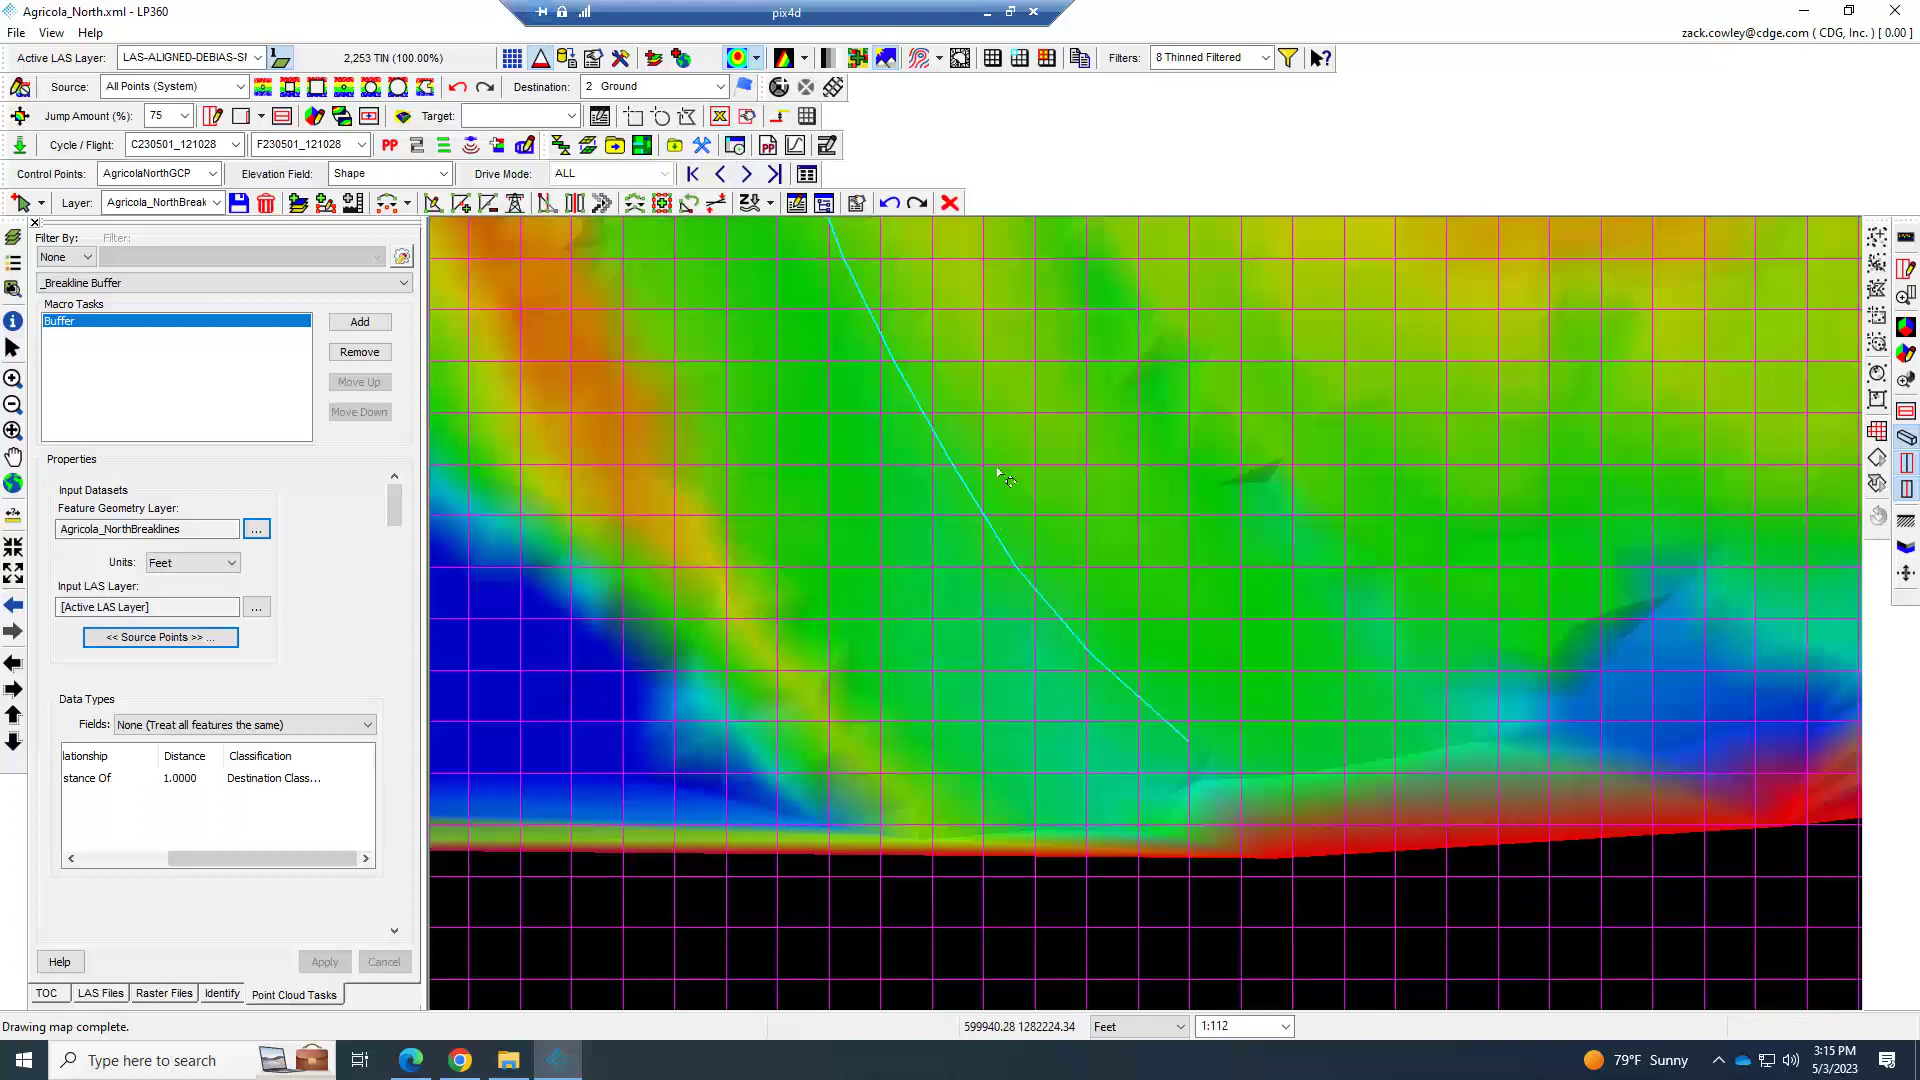 Agricola_North.xml - LP360
pix4d
File View Help
zack.cowley@cdge.com ( CDG, Inc. ) [ 0.00 ]
Active LAS Layer: LAS-ALIGNED-DEBIAS-SM 2,253 TIN (100.00%) Filters: 8 Thinned Filtered
Source: All Points (System) Destination: 2 Ground
Jump Amount (%): 75 Target:
Cycle / Flight: C230501_121028 F230501_121028 PP
Control Points: AgricolaNorthGCP Elevation Field: Shape Drive Mode: ALL
Layer: Agricola_NorthBreak
Filter By: Filter:
None
_Breakline Buffer
Macro Tasks
Buffer
Add
Remove
Move Up
Move Down
Properties
Input Datasets
Feature Geometry Layer:
Agricola_NorthBreaklines ...
Units: Feet
Input LAS Layer:
[Active LAS Layer] ...
<< Source Points >> ...
Data Types
Fields: None (Treat all features the same)
lationship Distance Classification
stance Of 1.0000 Destination Class...
Help Apply Cancel
TOC LAS Files Raster Files Identify Point Cloud Tasks
Drawing map complete. 599940.28 1282224.34 Feet 1:112
Type here to search 79°F Sunny 3:15 PM
5/3/2023